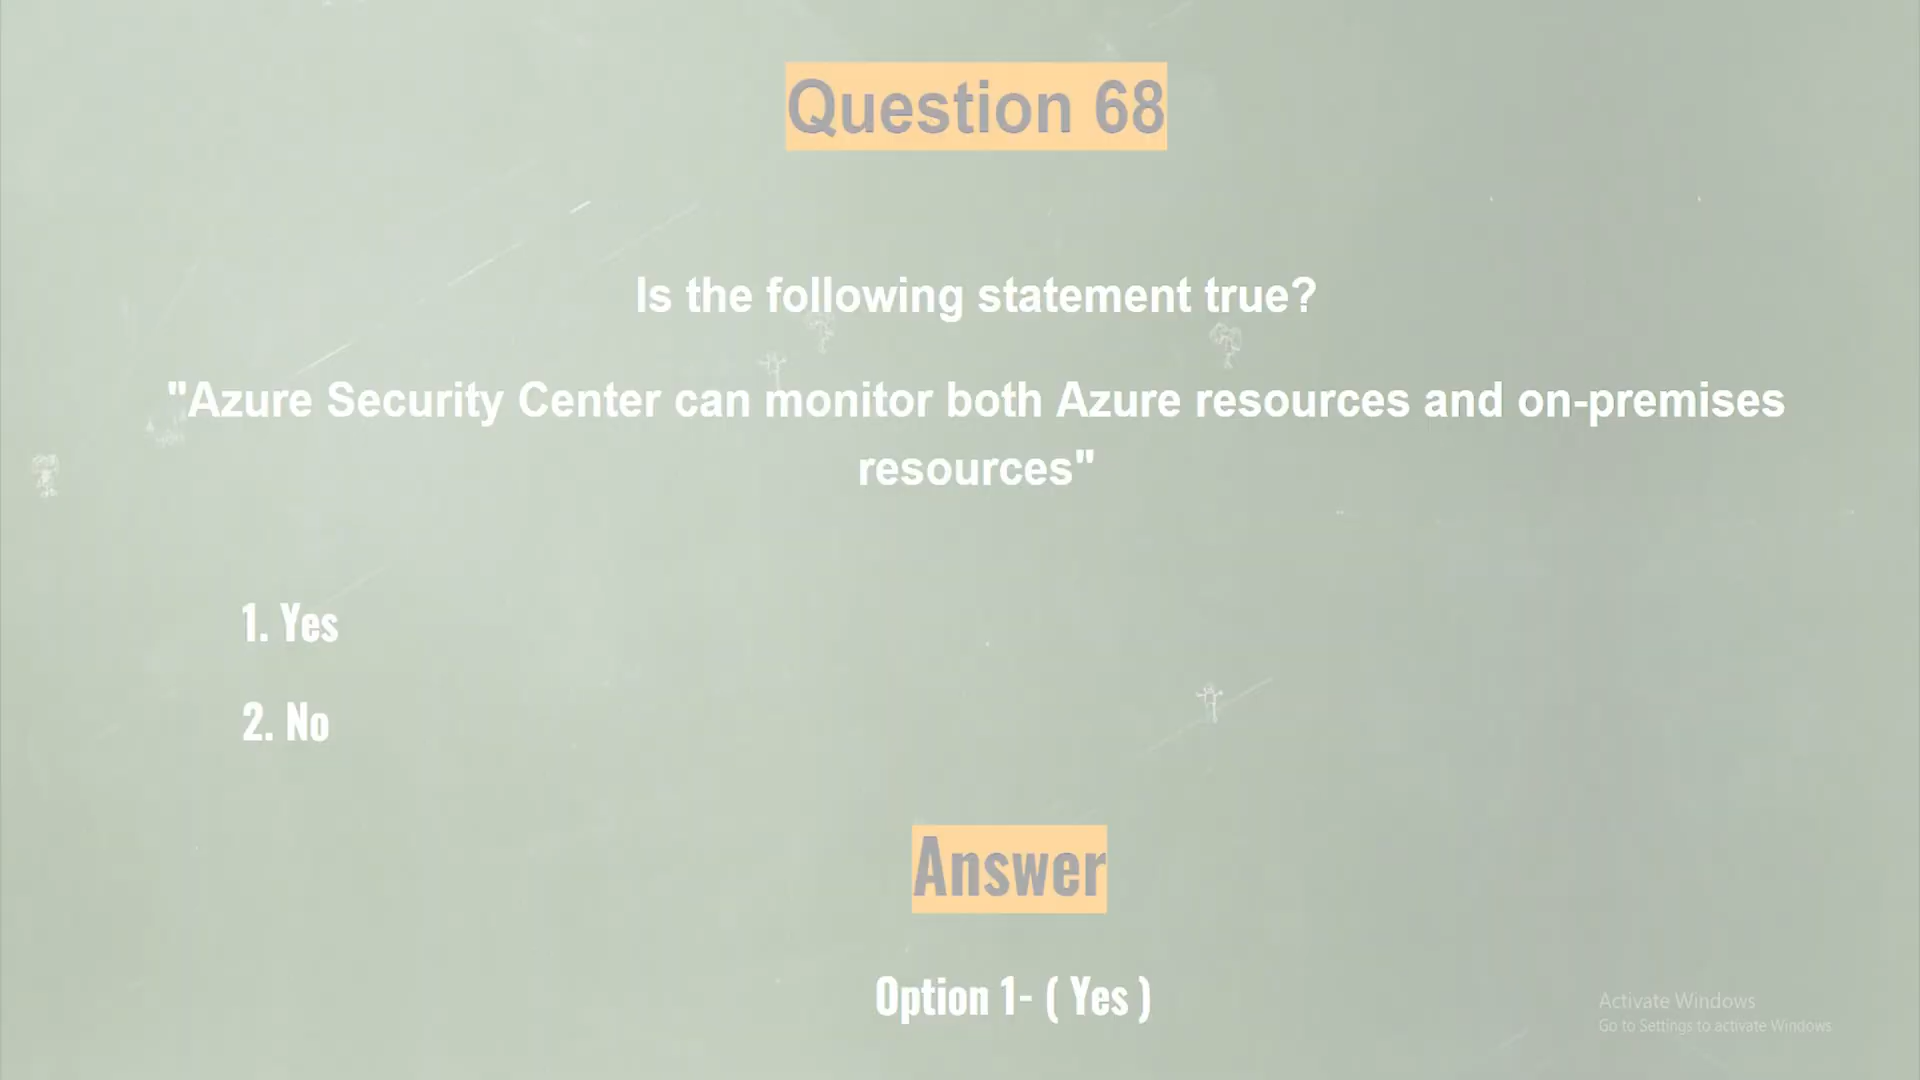 Question 68
Is the following statement true?
"Azure Security Center can monitor both Azure resources and on-premises
resources"
1. Yes
2. No
Answer
Option 1- ( Yes )
Activate Windows
Go to Settings to activate Windows